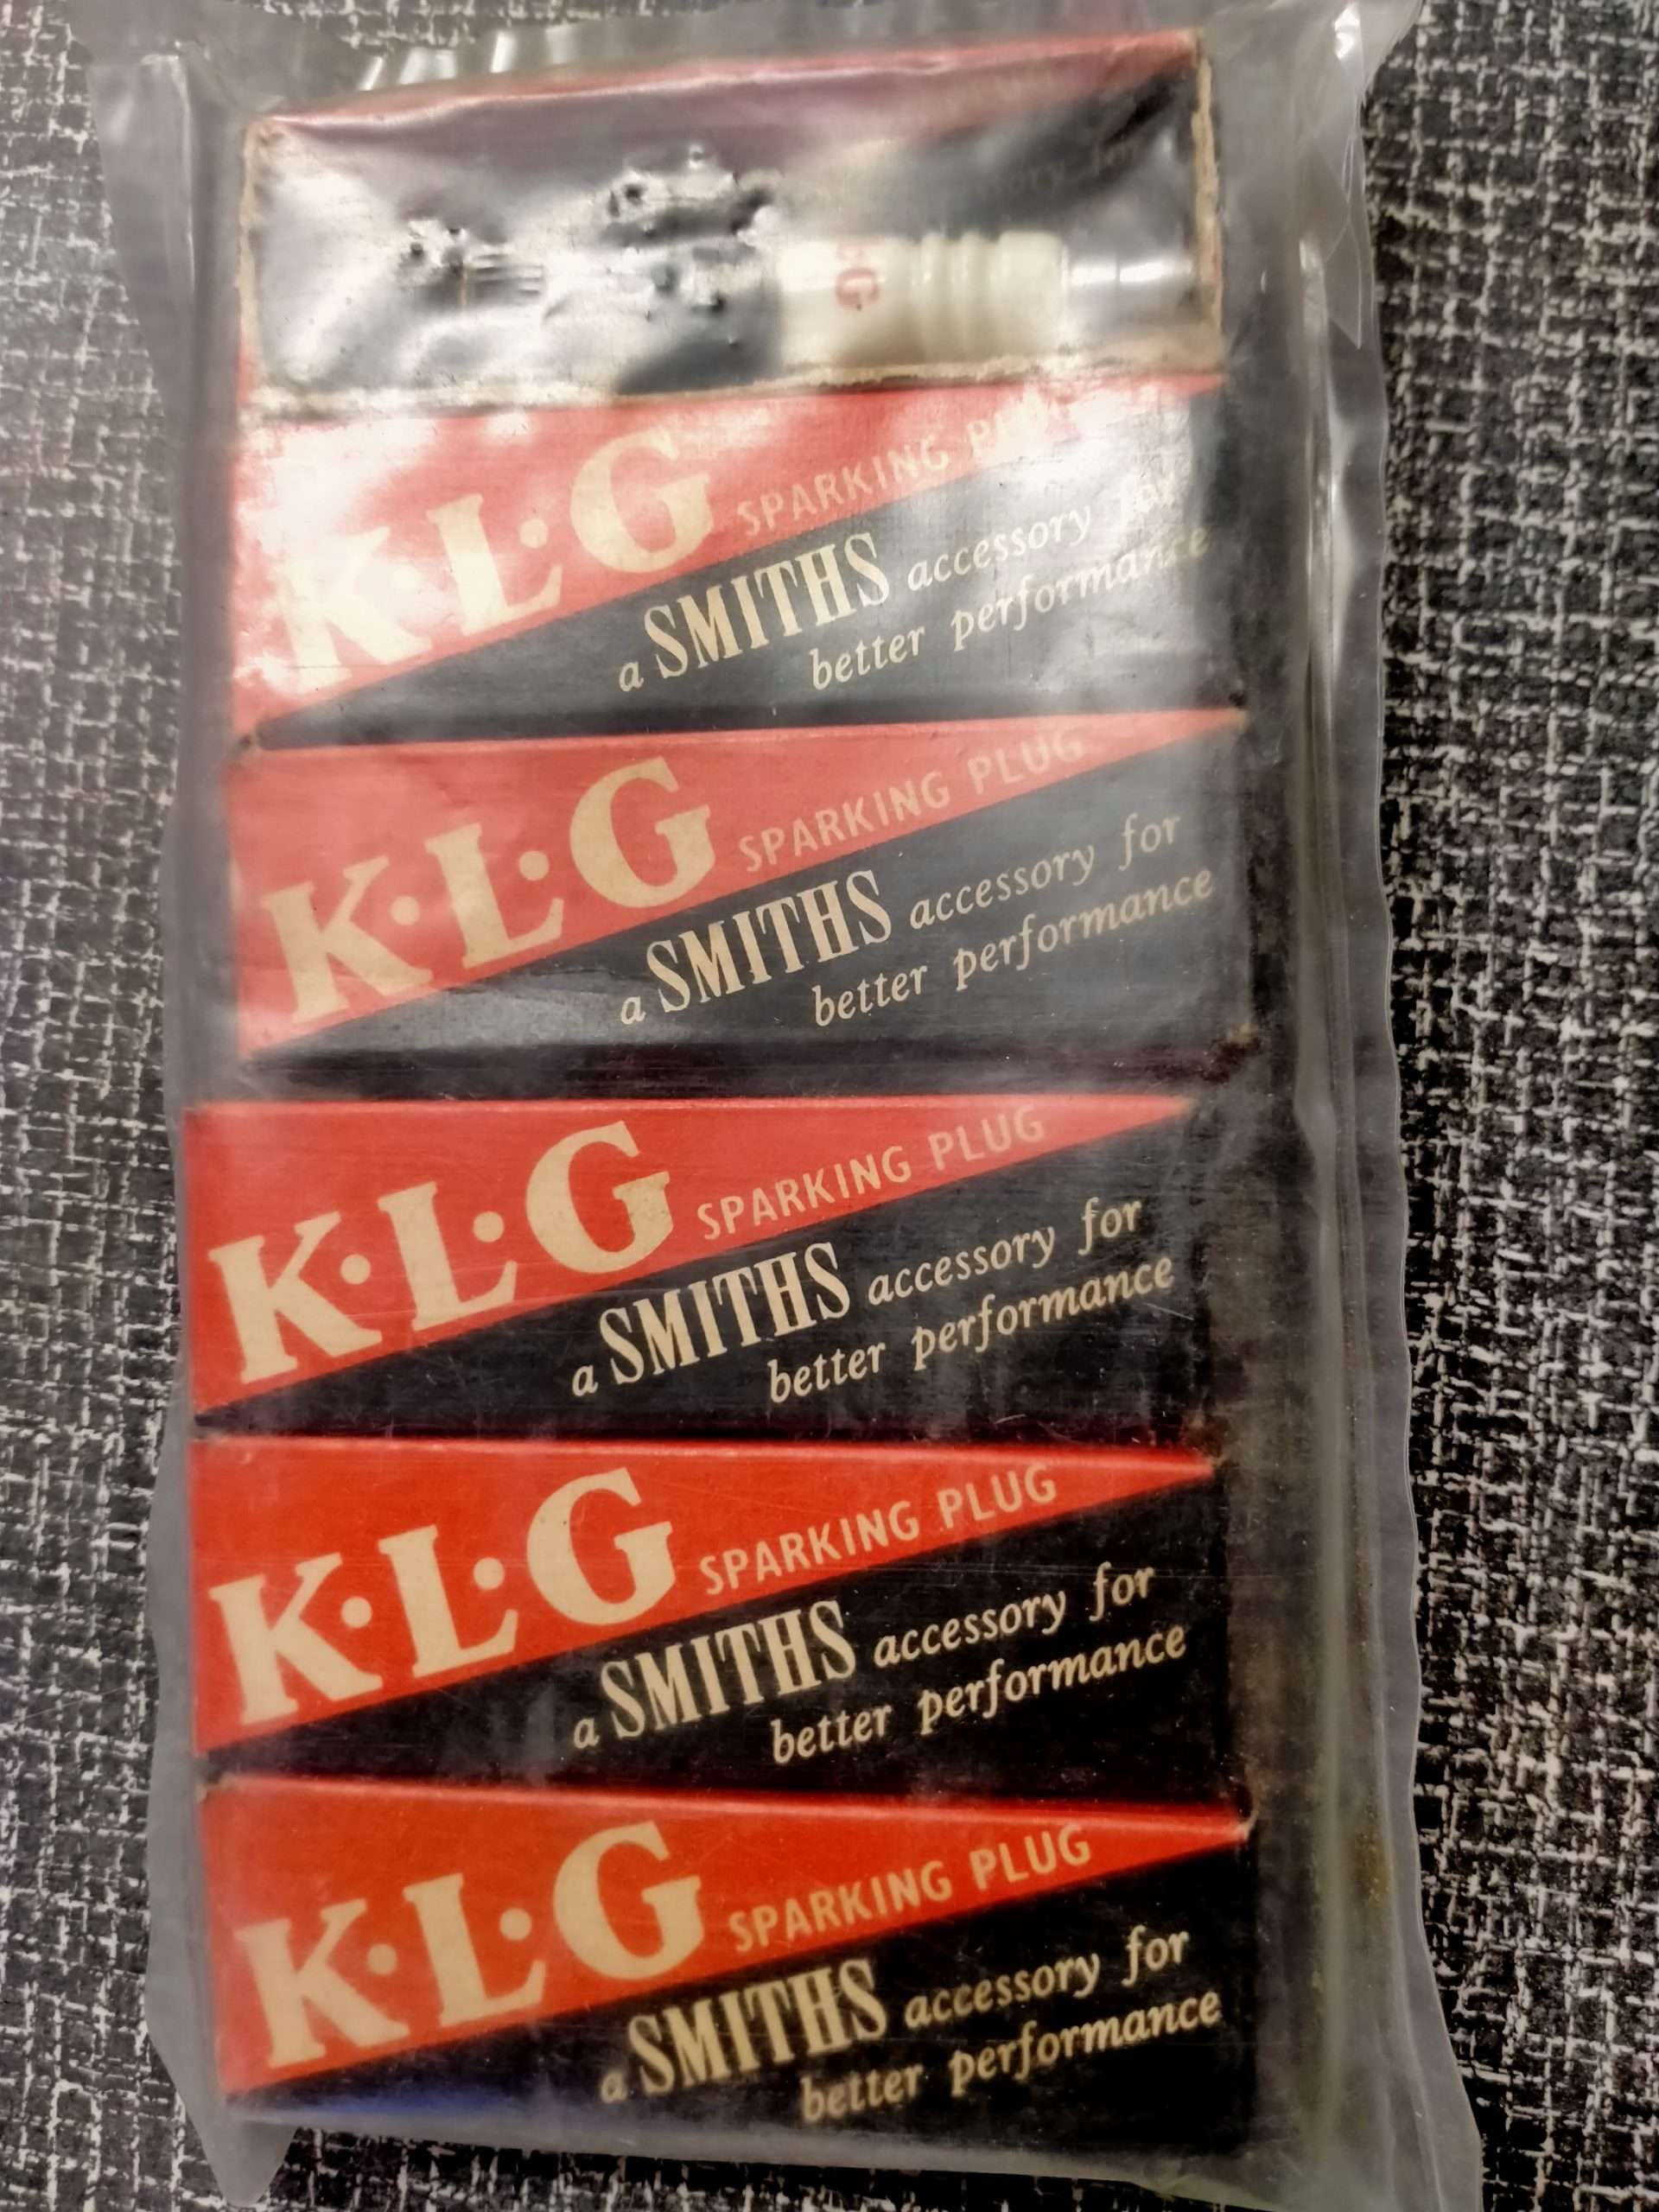 G
K·L·G SPARKING
a SMITHS accessory for
better performance
K·L·G SPARKING PLUG
a SMITHS accessory for
better performance
K·L·G SPARKING PLUG
a SMITHS accessory for
better performance
K·L·G SPARKING PLUG
a SMITHS accessory for
better performance
K·L·G SPARKING PLUG
a SMITHS accessory for
better performance